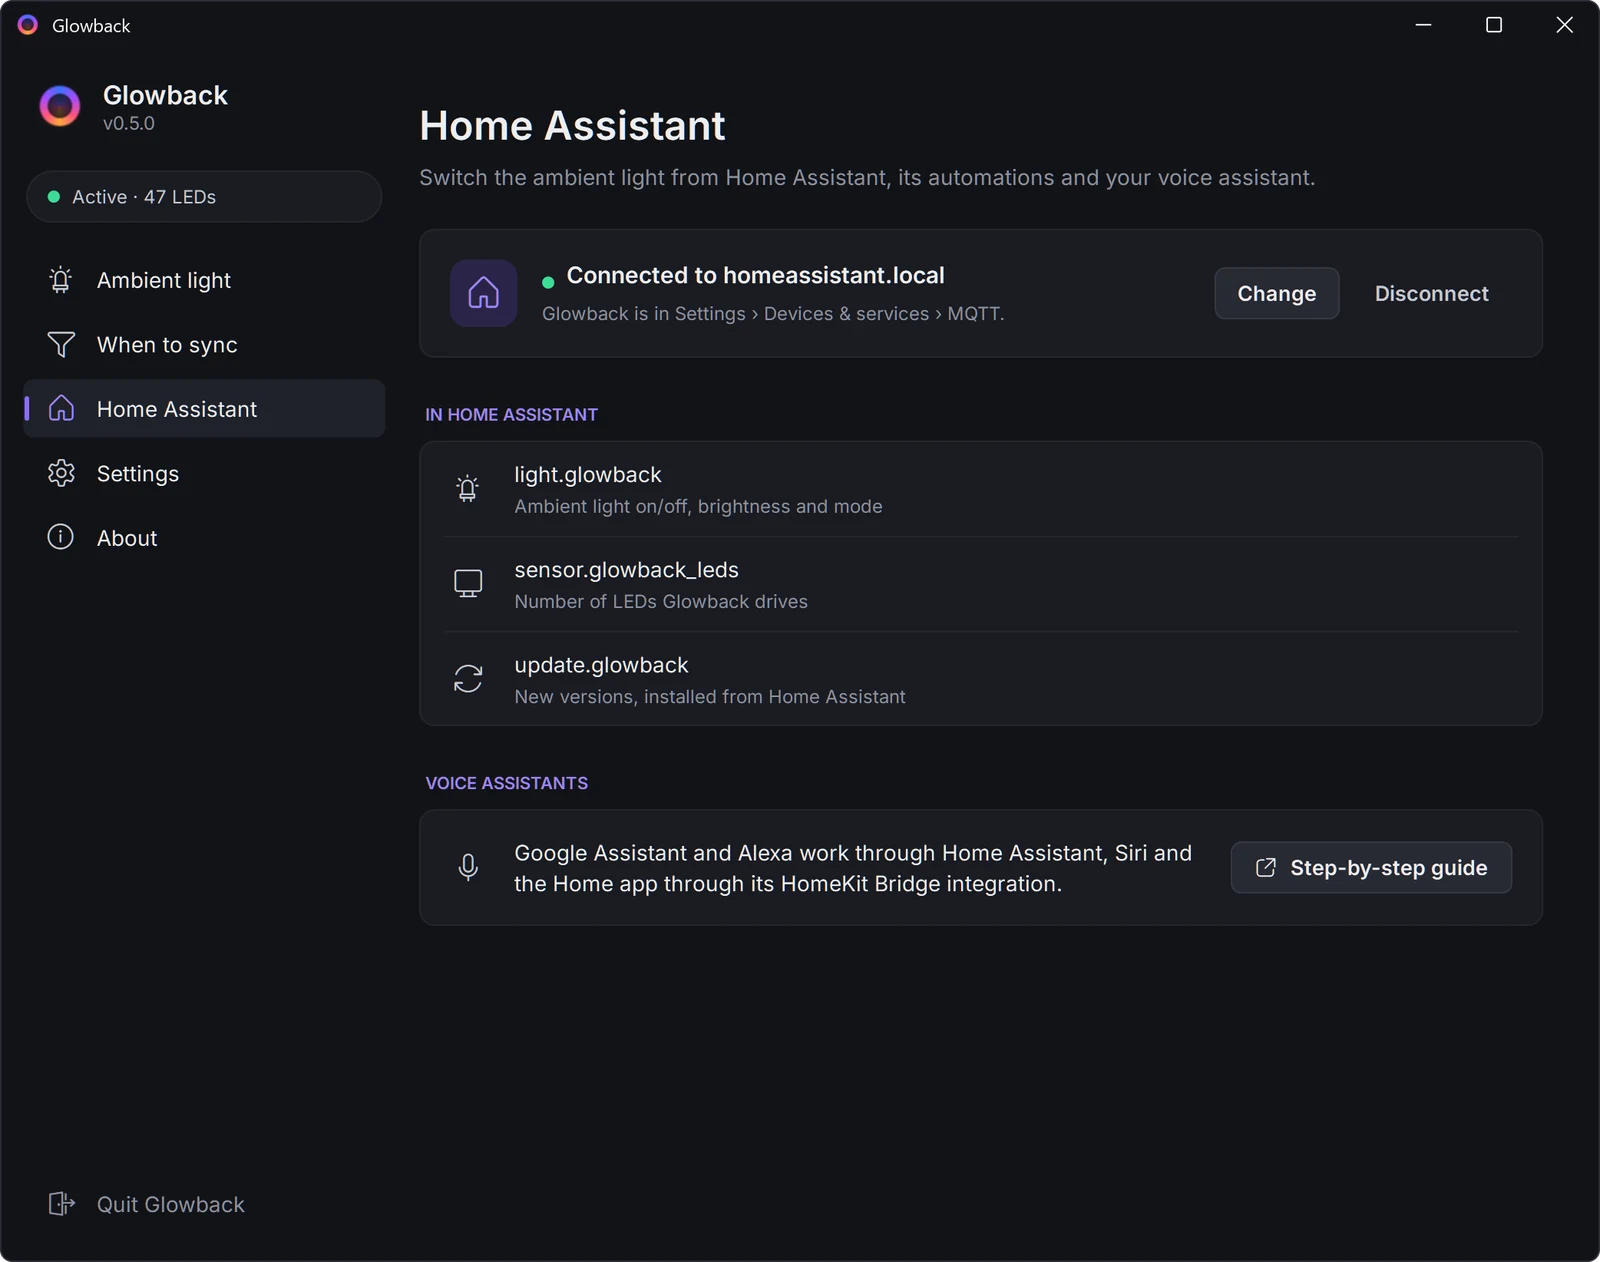 Glowback
Glowback
v0.5.0
Active · 47 LEDs
Ambient light
When to sync
Home Assistant
Settings
About
Quit Glowback
Home Assistant
Switch the ambient light from Home Assistant, its automations and your voice assistant.
Connected to homeassistant.local
Glowback is in Settings › Devices & services › MQTT.
Change
Disconnect
IN HOME ASSISTANT
light.glowback
Ambient light on/off, brightness and mode
sensor.glowback_leds
Number of LEDs Glowback drives
update.glowback
New versions, installed from Home Assistant
VOICE ASSISTANTS
Google Assistant and Alexa work through Home Assistant, Siri and
the Home app through its HomeKit Bridge integration.
Step-by-step guide